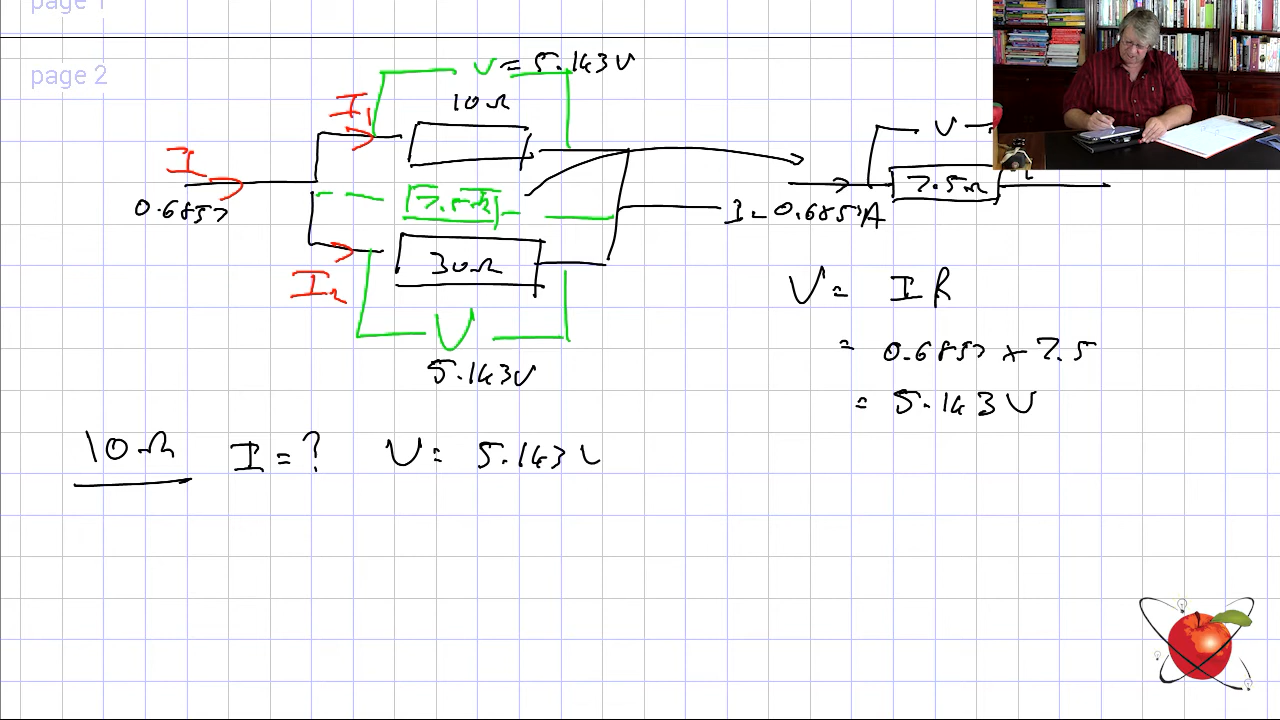 page 1
page 2
V = 5.143V
10Ω
I₁
I
0.6857
7.5Ω
I₂
30Ω
V
5.143V
V
7.5Ω
I = 0.6857A
V = IR
= 0.6857 × 7.5
= 5.143V
10Ω I = ? V = 5.143V